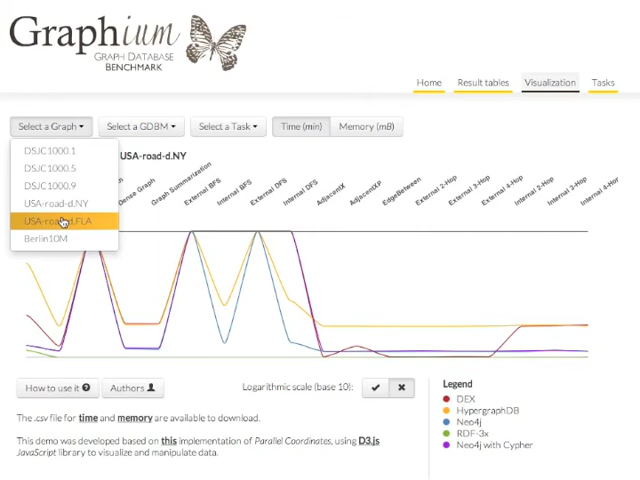 Graphium
GRAPH DATABASE
BENCHMARK
Home Result tables Visualization Tasks
Select a Graph Select a GDBM Select a Task Time (min) Memory (mB)
DSJC1000.1
DSJC1000.5
DSJC1000.9
USA-road-d.NY
USA-road-d.FLA
Berlin10M
USA-road-d.NY
Dense Graph Graph Summarization External BFS Internal BFS External DFS Internal DFS AdjacentX AdjacentXP EdgeBetween External 2-Hop External 3-Hop External 4-Hop Internal 2-Hop Internal 3-Hop Internal 4-Hop
How to use it Authors Logarithmic scale (base 10):
The .csv file for time and memory are available to download.
This demo was developed based on this implementation of Parallel Coordinates, using D3.js
JavaScript library to visualize and manipulate data.
Legend
DEX
HypergraphDB
Neo4j
RDF-3x
Neo4j with Cypher